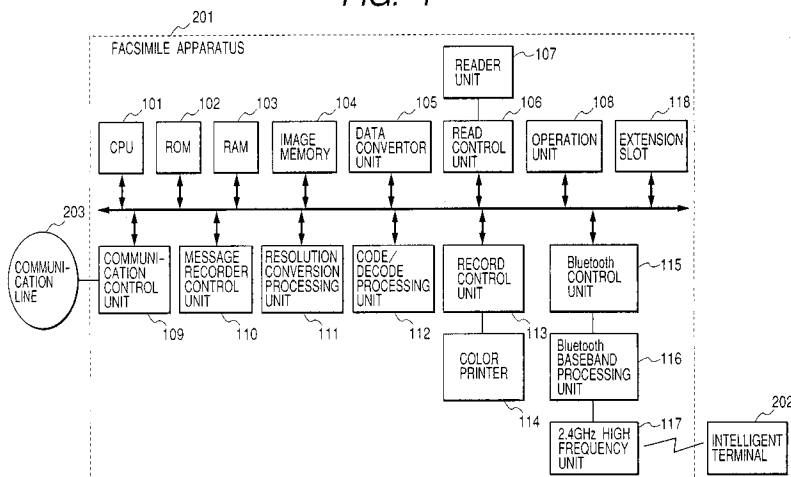 FIG.
201
FACSIMILE APPARATUS
107
READER
UNIT
101
102
103
104
105
106
108
118
CPU
ROM
RAM
IMAGE
MEMORY
DATA
CONVERTOR
UNIT
READ
CONTROL
UNIT
OPERATION
UNIT
EXTENSION
SLOT
203
COMMUNI-
CATION
LINE
COMMUNI-
CATION
CONTROL
UNIT
MESSAGE
RECORDER
CONTROL
UNIT
RESOLUTION
CONVERSION
PROCESSING
UNIT
CODE/
DECODE
PROCESSING
UNIT
RECORD
CONTROL
UNIT
Bluetooth
CONTROL
UNIT
115
109
110
111
112
113
COLOR
PRINTER
114
Bluetooth
BASEBAND
PROCESSING
UNIT
116
2.4GHz HIGH
FREQUENCY
UNIT
117
202
INTELLIGENT
TERMINAL